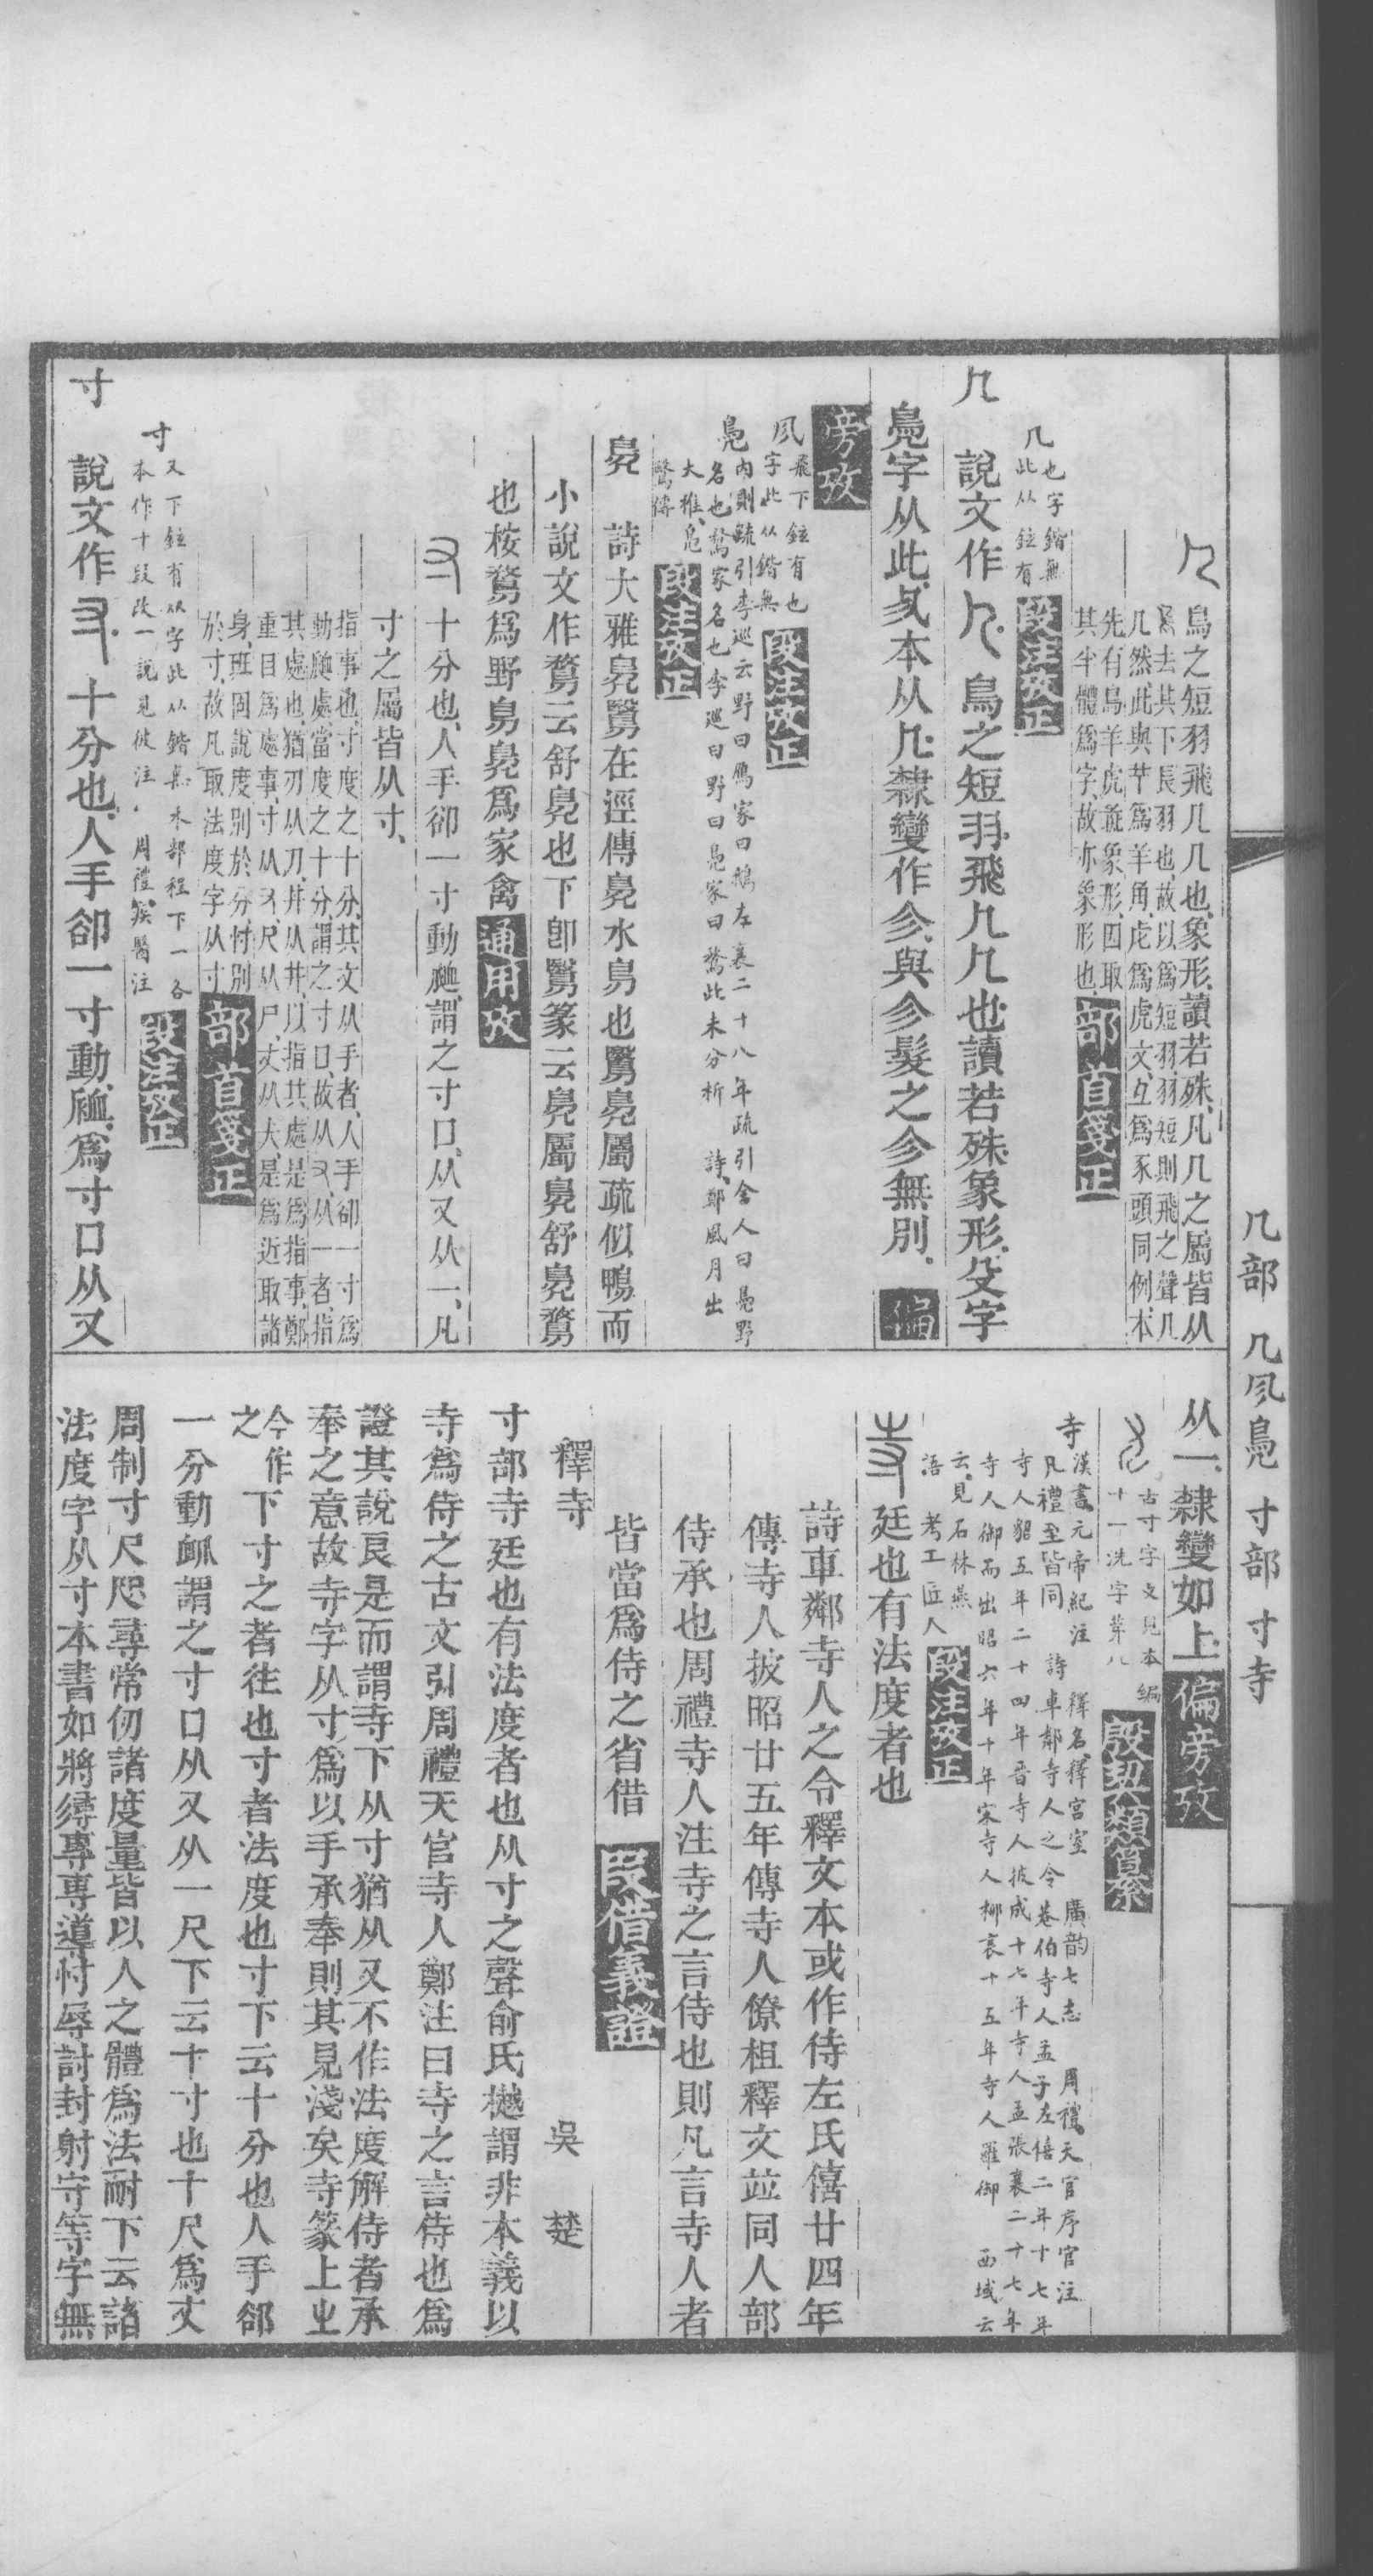 几部　几𠘱鳧　寸部　寸寺
鳥之短羽飛几几也象形讀若殊凡几之屬皆从
几
去其下長羽也故以爲短羽羽短則飛之聲几
几然此與𦫳爲羊角虍爲虎文互爲豕頭同例本
先有鳥羊虎龍象形因取
其半體爲字故亦象形也 部首箋正
几
也字鍇無
此从鉉有 段注攷正
几　說文作　鳥之短羽飛几几也讀若殊象形殳字
鳧字从此　本从几隸變作㐱與㐱髮之㐱無別　偏
旁攷
飛下鉉有也
字此从鍇無 段注攷正
鳧
內則疏引李巡云野曰鴈家曰鵝左襄二十八年疏引舍人曰鳧野
名也鶩家名也李巡曰野曰鳧家曰鶩此未分析　詩鄭風月出
大雅鳧
鷖傳 段注攷正
鳧　詩大雅鳧鷖在涇傳鳧水鳥也鷖鳧屬疏似鴨而
小說文作鶩云舒鳧也下卽鷖篆云鳧屬鳧舒鳧鶩
也桉鶩爲野鳥鳧爲家禽 通用攷
十分也人手卻一寸動䘑謂之寸口从又从一凡
寸之屬皆从寸
指事也寸度之十分其文从手者人手卻一寸爲
動䘑處當度之十分謂之寸口故从又从一者指
其處也猶刃从刀丼从井以指其處是爲指事鄭
重目爲處事寸从又尺从尸丈从大是爲近取諸
身班固說度別於分忖別
於寸故凡取法度字从寸 部首箋正
寸
又下鉉有从字此从鍇無禾部程下一各
本作十段改一說見彼注　周禮疾醫注 段注攷正
寸　說文作　十分也人手卻一寸動䘑爲寸口从又
从一隸變如上 偏旁攷
古寸字文見本編
十一洗字葉八 殷契類纂
寺
漢書元帝紀注　釋名釋宮室　廣韵七志　周禮天官序官注
凡禮至皆同　詩車鄰寺人之令巷伯寺人孟子左僖二年十七年
寺人貂五年二十四年晋寺人披成十七年寺人孟張襄二十七年
寺人御而出昭六年十年宋寺人柳哀十五年寺人羅御　西域云
云見石林燕
語　考工匠人 段注攷正
廷也有法度者也
詩車鄰寺人之令釋文本或作侍左氏僖廿四年
傳寺人披昭廿五年傳寺人僚柤釋文竝同人部
侍承也周禮寺人注寺之言侍也則凡言寺人者
皆當爲侍之省借 叚借義證
釋寺　吳楚
寸部寺廷也有法度者也从寸之聲俞氏樾謂非本義以
寺爲侍之古文引周禮天官寺人鄭注曰寺之言侍也爲
證其說良是而謂寺下从寸猶从又不作法度解侍者承
奉之意故寺字从寸爲以手承奉則其見淺矣寺篆上㞢
今作
之　下寸之者往也寸者法度也寸下云十分也人手卻
一分動䘑謂之寸口从又从一尺下云十寸也十尺爲丈
周制寸尺咫尋常仞諸度量皆以人之體爲法耐下云諸
法度字从寸本書如將㝷專尃導忖辱討封射守等字無